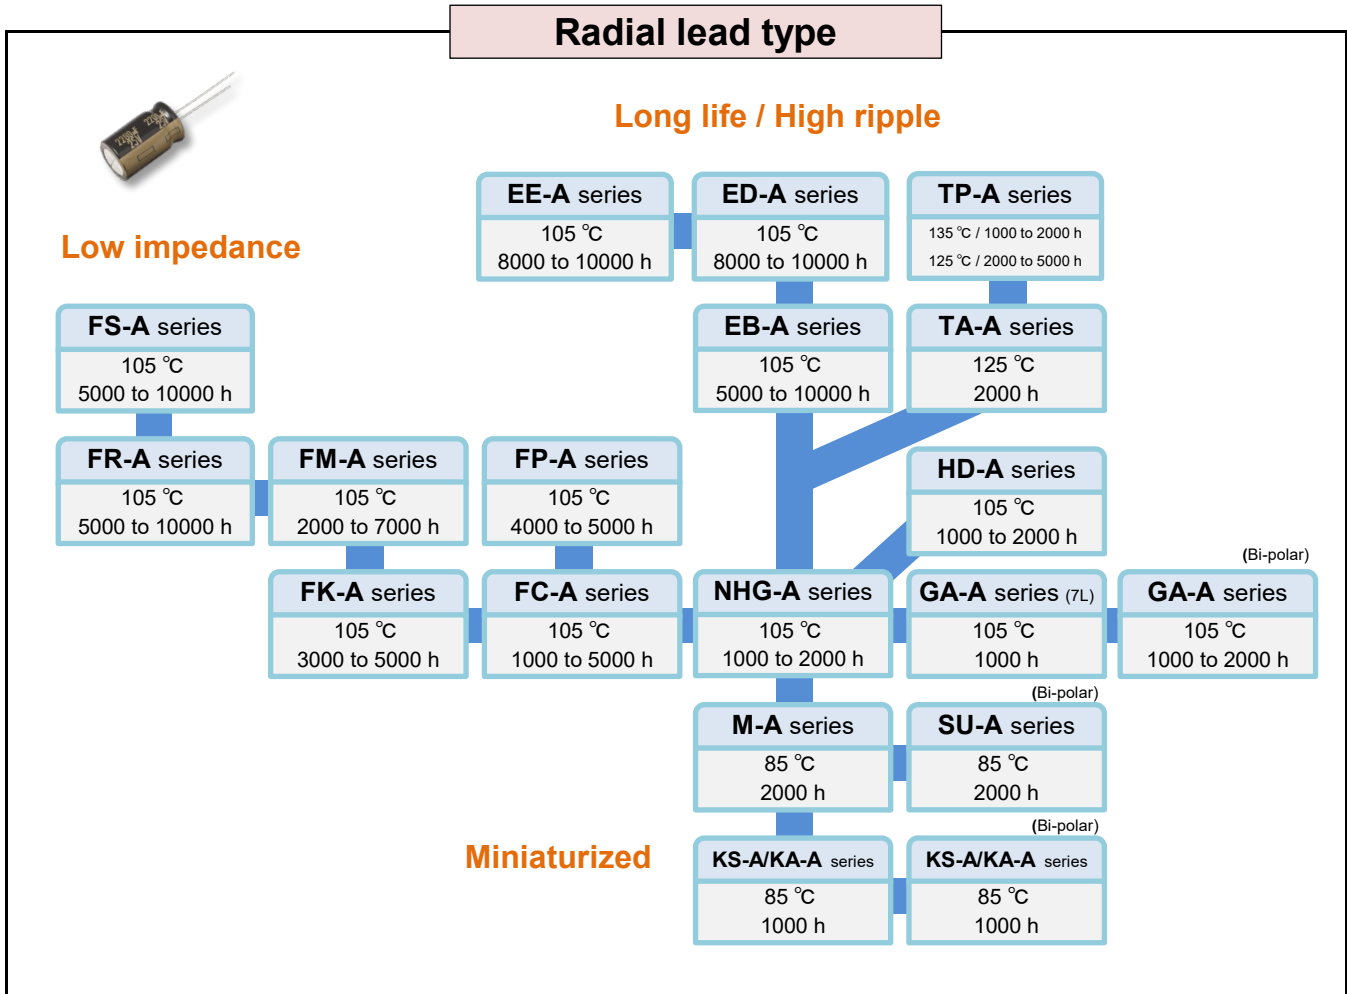 Radial lead type
Long life / High ripple
EE-A series
105 ℃
8000 to 10000 h
ED-A series
105 ℃
8000 to 10000 h
TP-A series
135 ℃ / 1000 to 2000 h
125 ℃ / 2000 to 5000 h
Low impedance
FS-A series
105 ℃
5000 to 10000 h
EB-A series
105 ℃
5000 to 10000 h
TA-A series
125 ℃
2000 h
FR-A series
105 ℃
5000 to 10000 h
FM-A series
105 ℃
2000 to 7000 h
FP-A series
105 ℃
4000 to 5000 h
HD-A series
105 ℃
1000 to 2000 h
FK-A series
105 ℃
3000 to 5000 h
FC-A series
105 ℃
1000 to 5000 h
NHG-A series
105 ℃
1000 to 2000 h
GA-A series (7L)
105 ℃
1000 h
(Bi-polar)
GA-A series
105 ℃
1000 to 2000 h
M-A series
85 ℃
2000 h
(Bi-polar)
SU-A series
85 ℃
2000 h
Miniaturized
KS-A/KA-A series
85 ℃
1000 h
(Bi-polar)
KS-A/KA-A series
85 ℃
1000 h